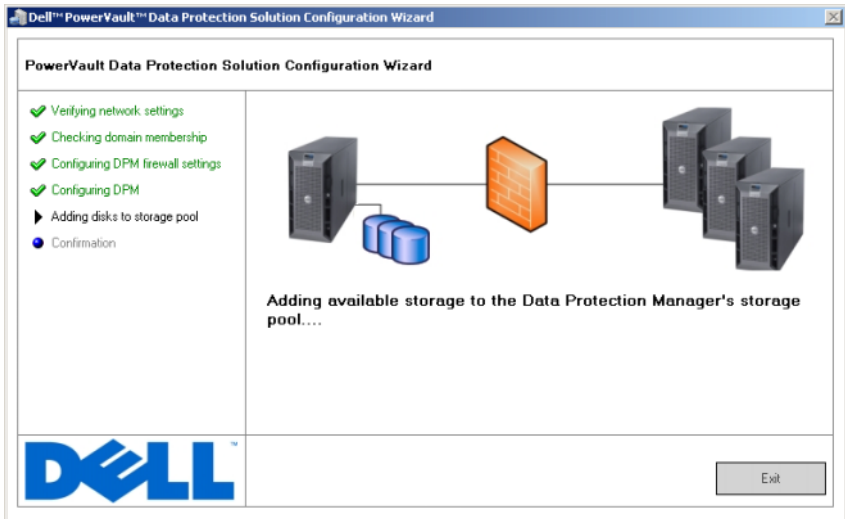 Dell™ PowerVault™ Data Protection Solution Configuration Wizard
PowerVault Data Protection Solution Configuration Wizard
Verifying network settings
Checking domain membership
Configuring DPM firewall settings
Configuring DPM
Adding disks to storage pool
Confirmation
Adding available storage to the Data Protection Manager's storage
pool....
DELL™
Exit